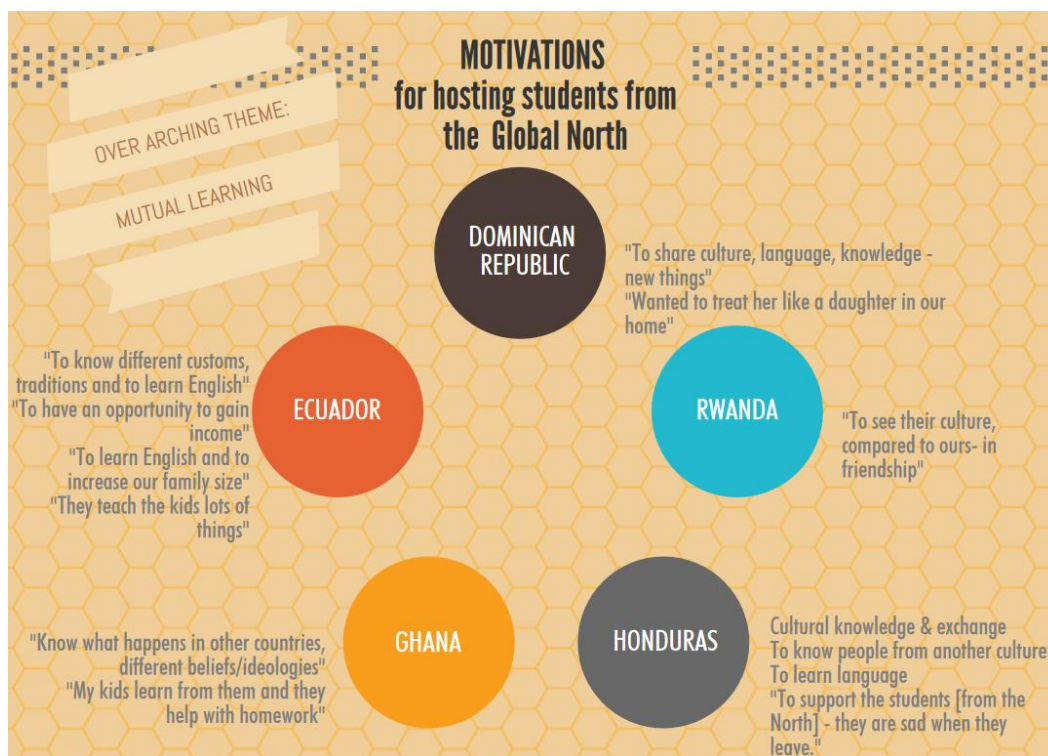 MOTIVATIONS
for hosting students from
the Global North
OVER ARCHING THEME:
MUTUAL LEARNING
DOMINICAN
REPUBLIC
"To share culture, language, knowledge -
new things"
"Wanted to treat her like a daughter in our
home"
"To know different customs,
traditions and to learn English"
"To have an opportunity to gain
income"
"To learn English and to
increase our family size"
"They teach the kids lots of
things"
ECUADOR
RWANDA
"To see their culture,
compared to ours- in
friendship"
"Know what happens in other countries,
different beliefs/ideologies"
"My kids learn from them and they
help with homework"
GHANA
HONDURAS
Cultural knowledge & exchange
To know people from another culture
To learn language
"To support the students [from the
North] - they are sad when they
leave."